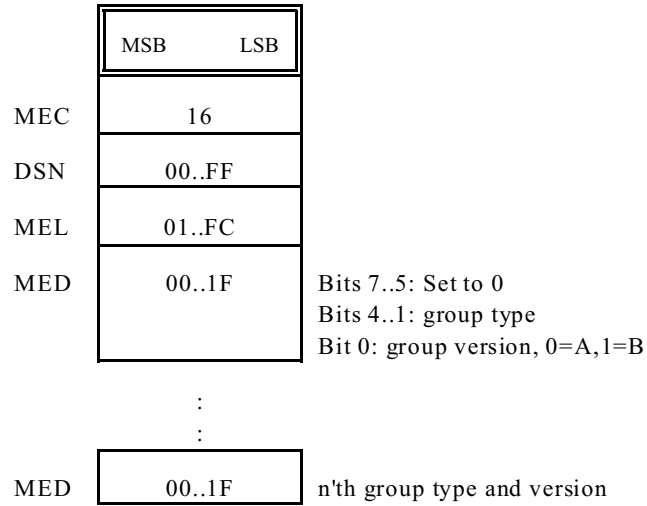 MSB LSB
MEC 16
DSN 00..FF
MEL 01..FC
MED 00..1F Bits 7..5: Set to 0
Bits 4..1: group type
Bit 0: group version, 0=A,1=B
:
:
MED 00..1F n'th group type and version